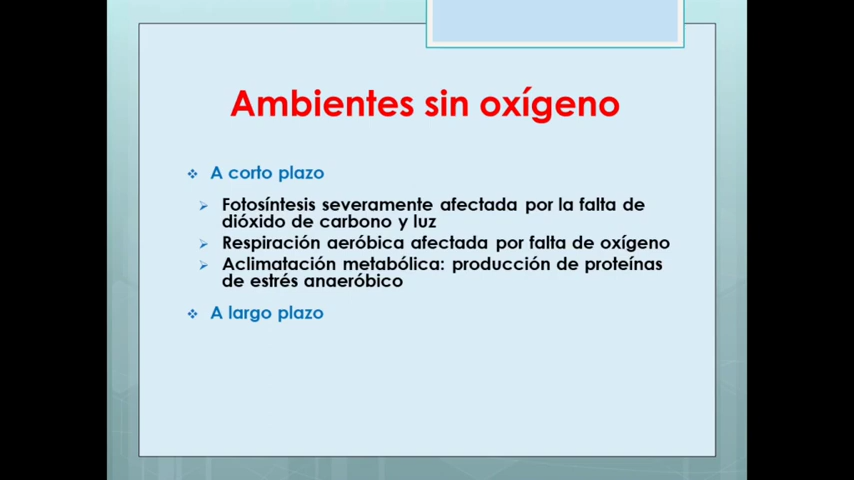 Ambientes sin oxígeno
A corto plazo
Fotosíntesis severamente afectada por la falta de
dióxido de carbono y luz
Respiración aeróbica afectada por falta de oxígeno
Aclimatación metabólica: producción de proteínas
de estrés anaeróbico
A largo plazo